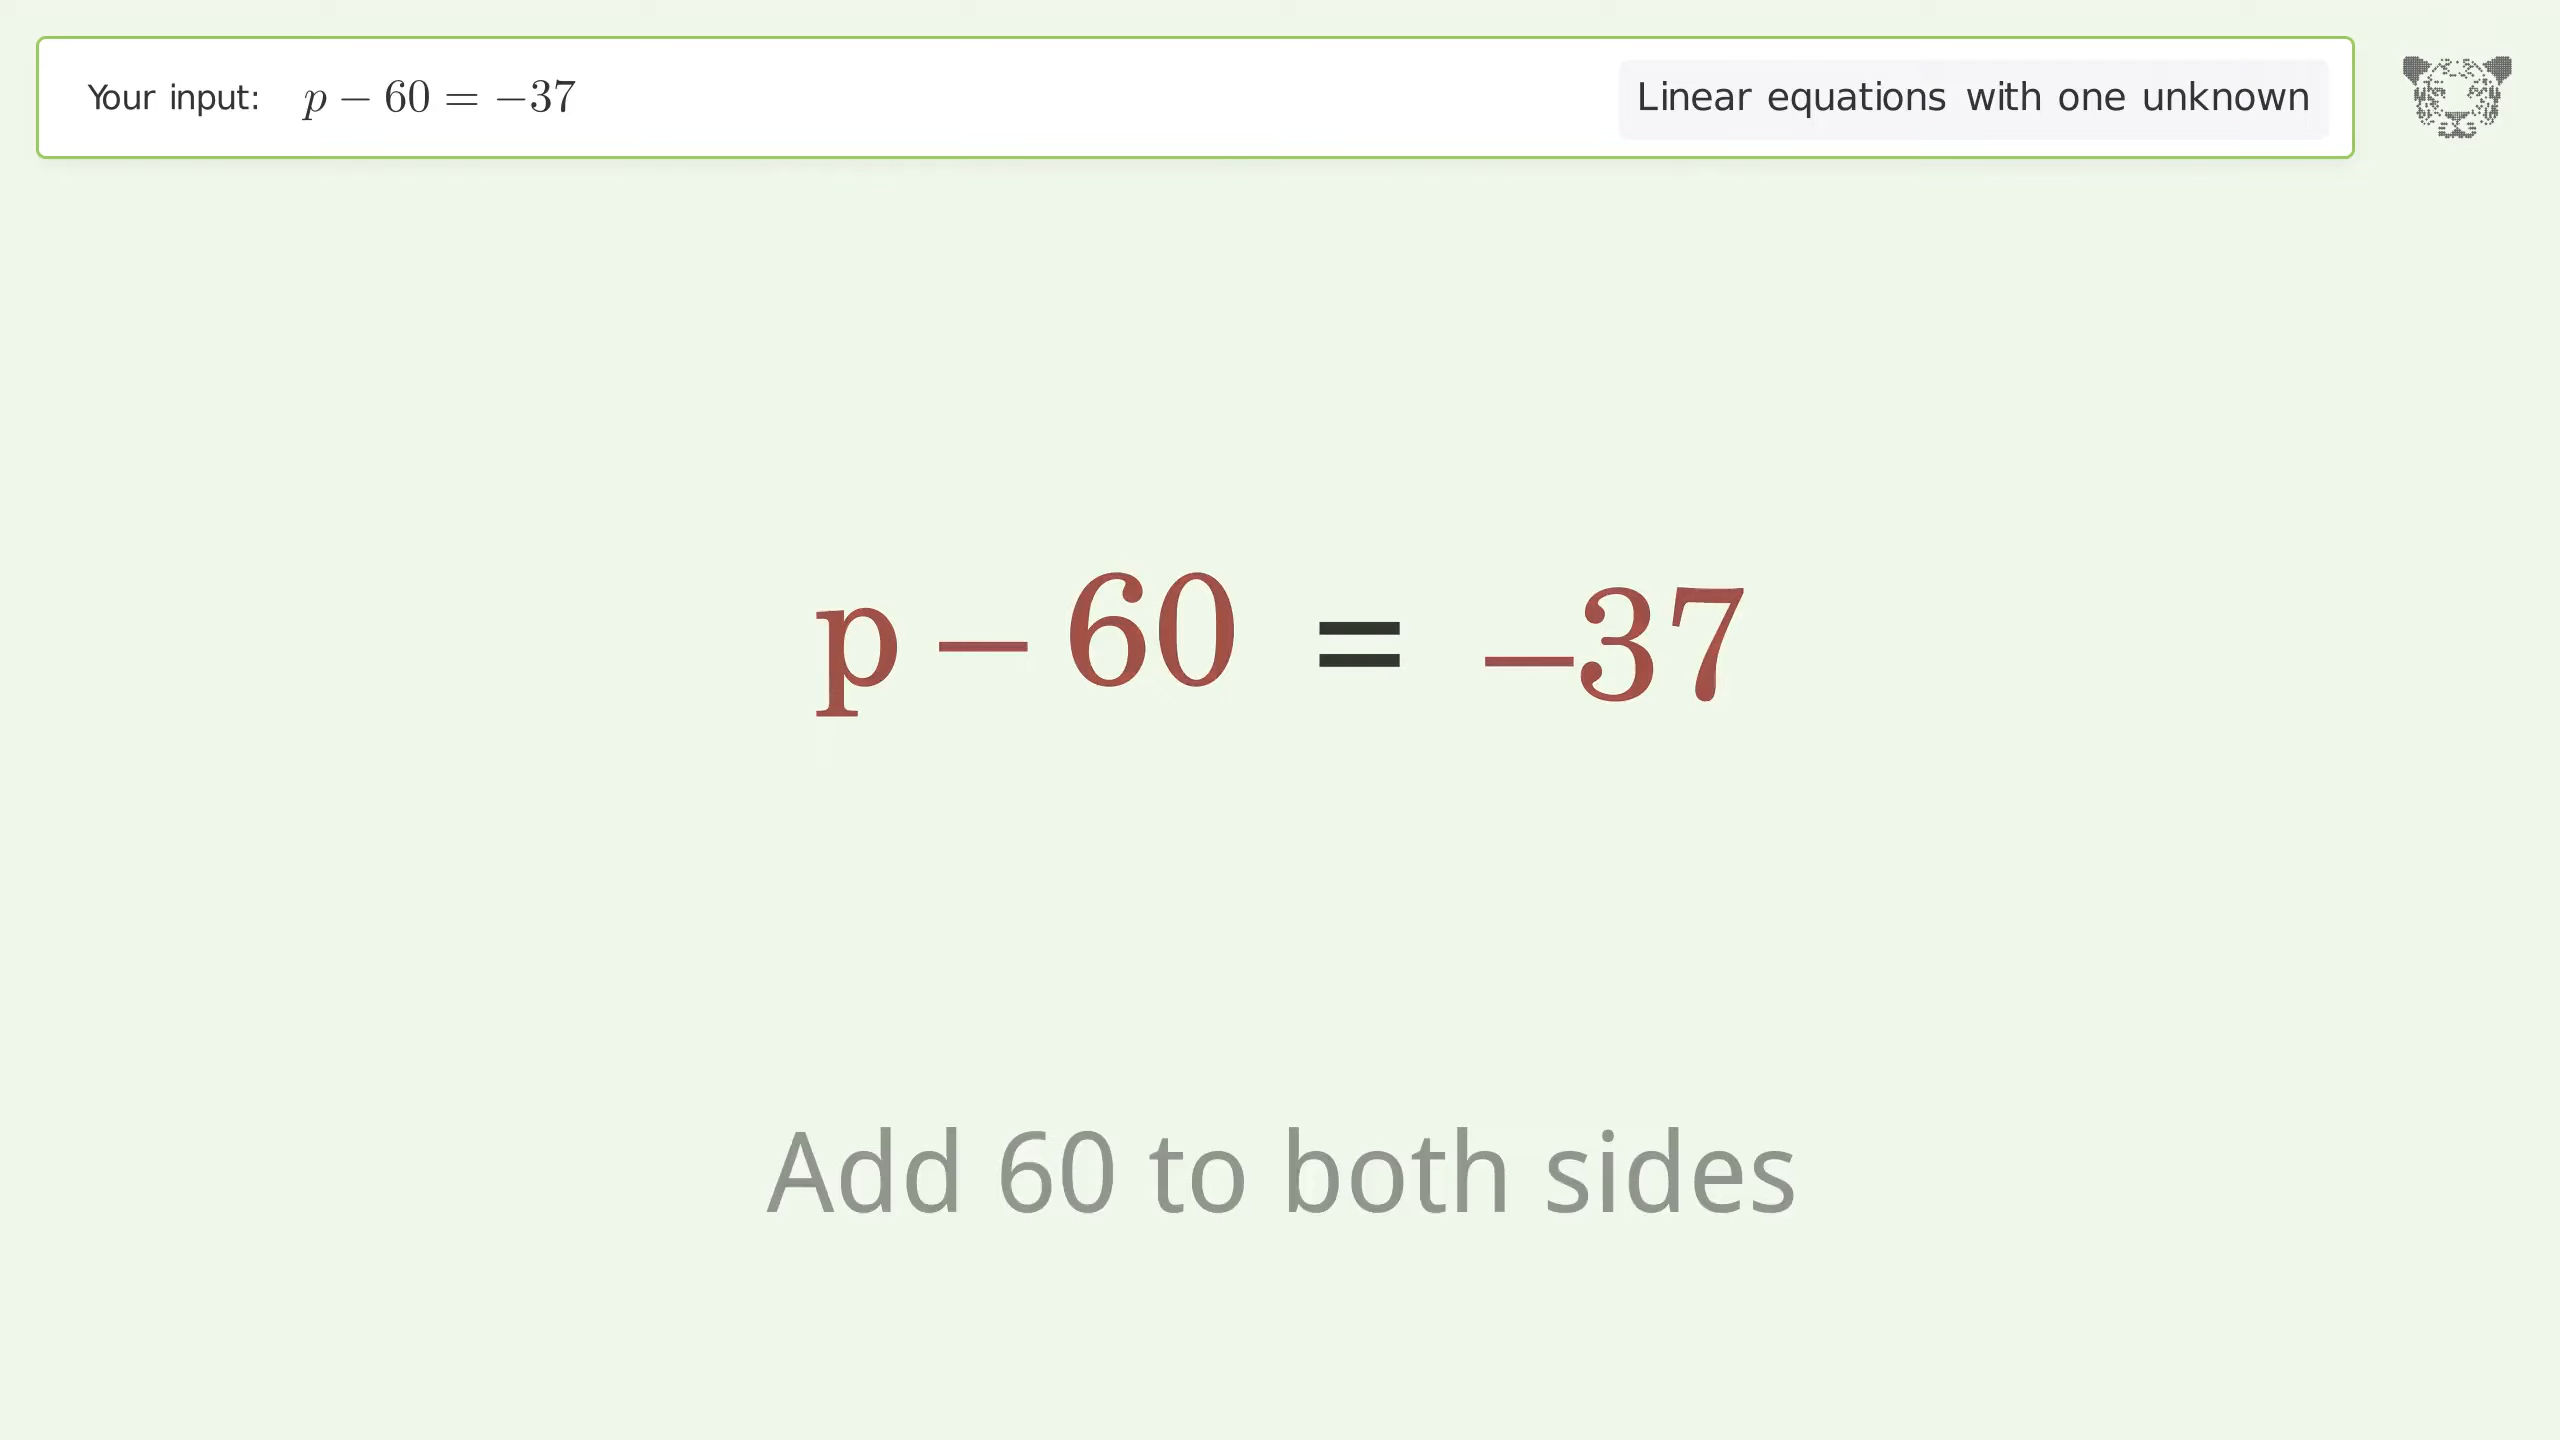 Your input: p − 60 = −37
Linear equations with one unknown
p − 60 = −37
Add 60 to both sides